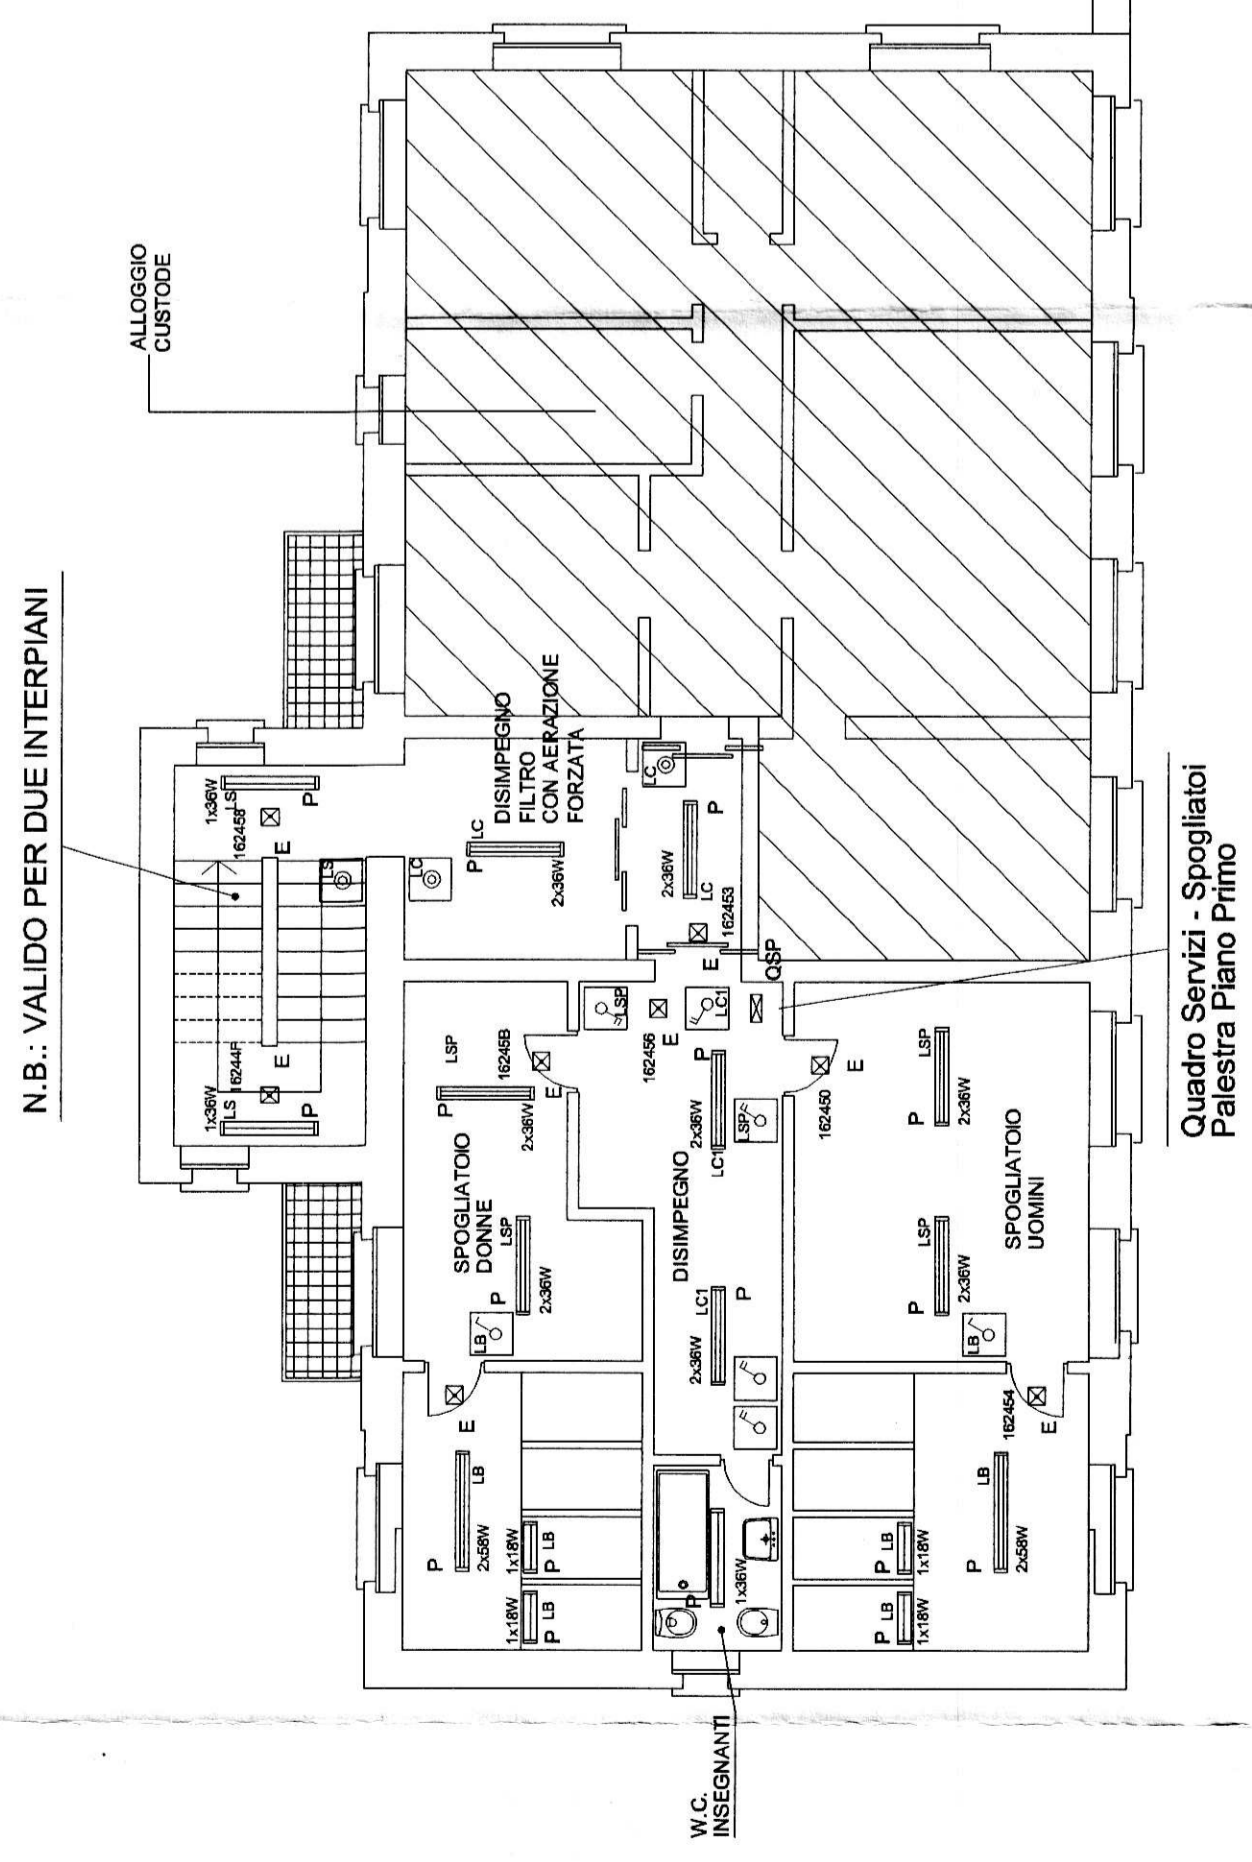 N.B.: VALIDO PER DUE INTERPIANI
ALLOGGIO
CUSTODE
1x36W
LS
16244F
E
P
LS
1x36W
LS
162458
E
P
LC
P
LC
2x36W
DISIMPEGNO
FILTRO
CON AERAZIONE
FORZATA
LC
2x36W
LC
P
162453
E
QSP
LSP
162456
E
LC1
LSP
16245B
E
P
2x36W
SPOGLIATOIO
DONNE
LSP
P
2x36W
LB
E
P
LB
2x58W
1x18W
P LB
1x18W
P LB
DISIMPEGNO
P
2x36W
LC1
LSP
2x36W
LC1
P
1x36W
P
W.C.
INSEGNANTI
162450
E
LSP
P
2x36W
LSP
P
2x36W
SPOGLIATOIO
UOMINI
LB
162454
E
LB
P
2x58W
P LB
1x18W
P LB
1x18W
Quadro Servizi - Spogliatoi
Palestra Piano Primo